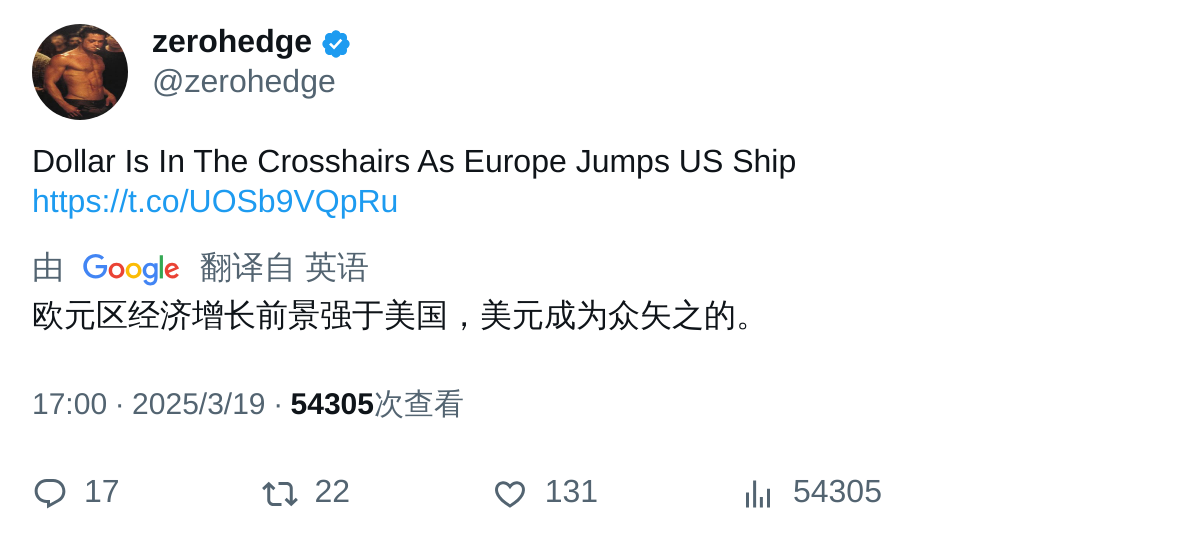 zerohedge
@zerohedge
Dollar Is In The Crosshairs As Europe Jumps US Ship
https://t.co/UOSb9VQpRu
由 Google 翻译自 英语
欧元区经济增长前景强于美国，美元成为众矢之的。
17:00 · 2025/3/19 · 54305次查看
17 22 131 54305